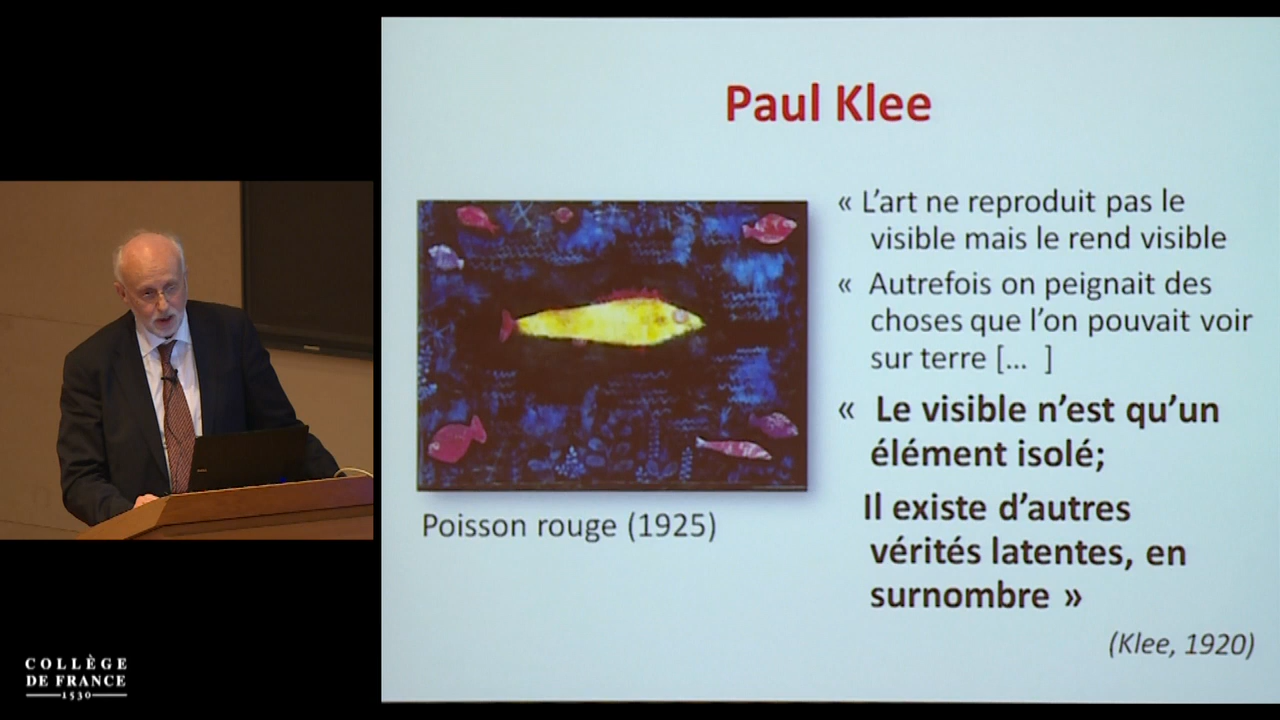 Paul Klee
« L’art ne reproduit pas le
visible mais le rend visible
« Autrefois on peignait des
choses que l’on pouvait voir
sur terre [... ]
« Le visible n’est qu’un
élément isolé;
Il existe d’autres
vérités latentes, en
surnombre »
(Klee, 1920)
Poisson rouge (1925)
COLLÈGE
DE FRANCE
1530